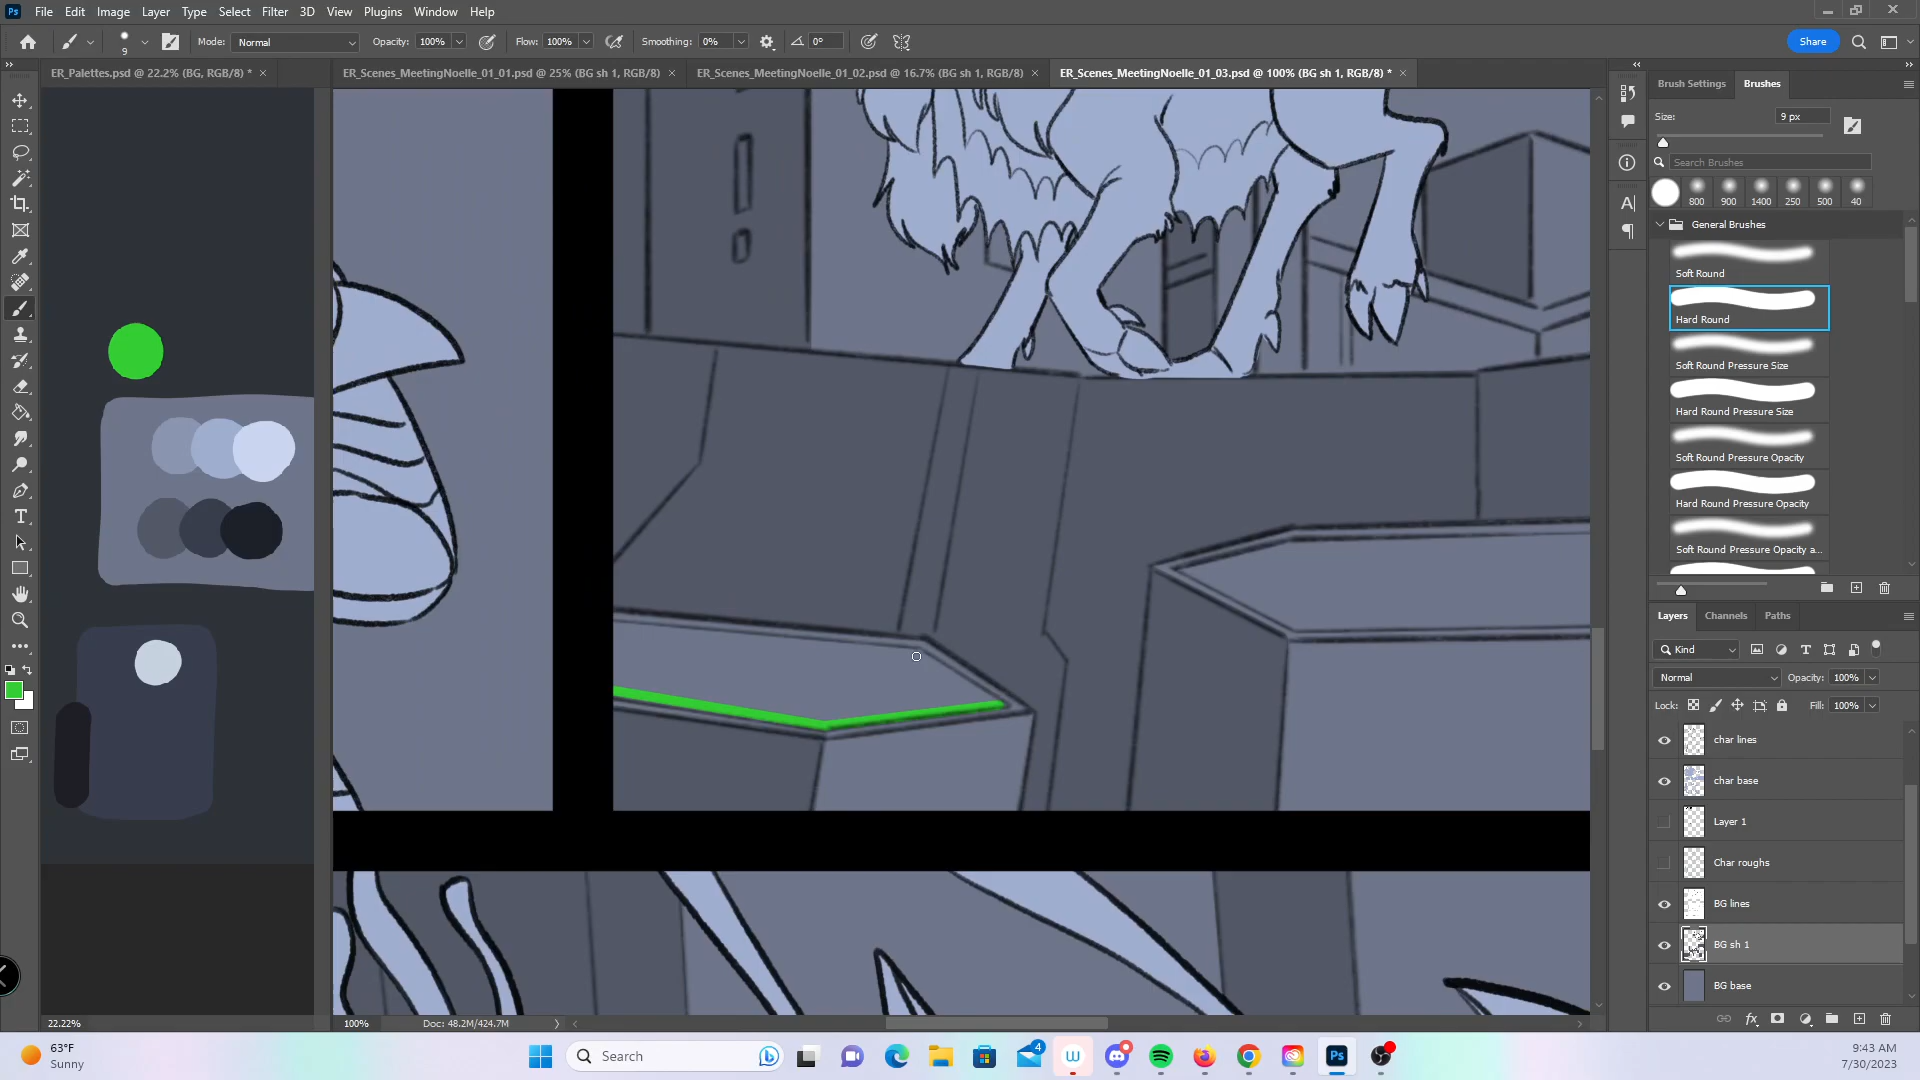 Ps File Edit Image Layer Type Select Filter 3D View Plugins Window Help
9 Mode: Normal Opacity: 100% Flow: 100% Smoothing: 0% 0° Share
ER_Palettes.psd @ 22.2% (BG, RGB/8) * ER_Scenes_MeetingNoelle_01_01.psd @ 25% (BG sh 1, RGB/8) ER_Scenes_MeetingNoelle_01_02.psd @ 16.7% (BG sh 1, RGB/8) ER_Scenes_MeetingNoelle_01_03.psd @ 100% (BG sh 1, RGB/8) *
Brush Settings Brushes
Size: 9 px
Search Brushes
800 900 1400 250 500 40
General Brushes
Soft Round
Hard Round
Soft Round Pressure Size
Hard Round Pressure Size
Soft Round Pressure Opacity
Hard Round Pressure Opacity
Soft Round Pressure Opacity a...
Layers Channels Paths
Kind
Normal Opacity: 100%
Lock: Fill: 100%
char lines
char base
Layer 1
Char roughs
BG lines
BG sh 1
BG base
22.22% 100% Doc: 48.2M/424.7M
63°F
Sunny
Search
4
Ps
9:43 AM
7/30/2023